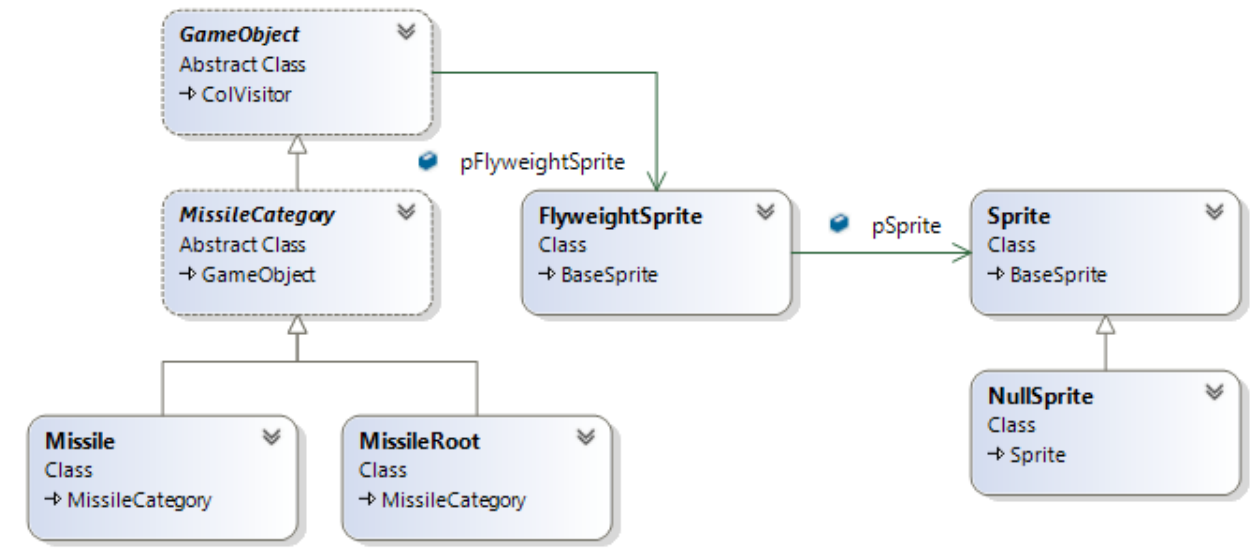 GameObject
Abstract Class
ColVisitor
pFlyweightSprite
MissileCategory
Abstract Class
GameObject
FlyweightSprite
Class
BaseSprite
pSprite
Sprite
Class
BaseSprite
Missile
Class
MissileCategory
MissileRoot
Class
MissileCategory
NullSprite
Class
Sprite